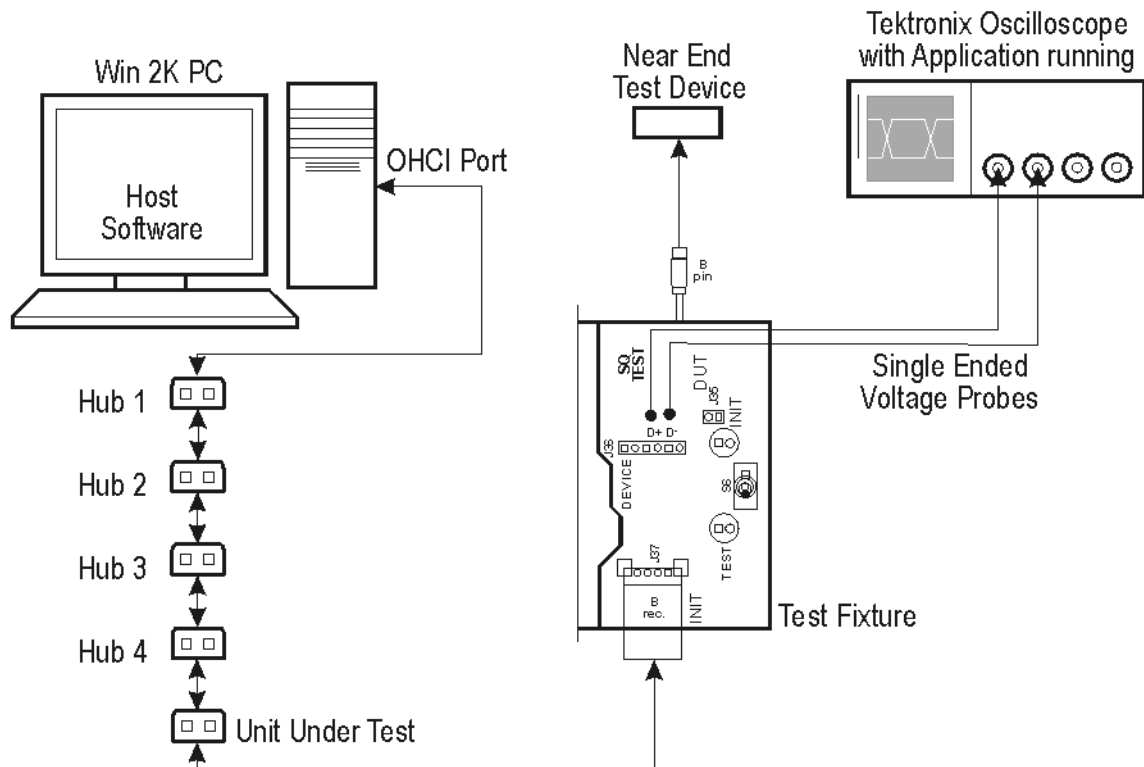 Win 2K PC
OHCI Port
Host
Software
Hub 1
Hub 2
Hub 3
Hub 4
Unit Under Test
Near End
Test Device
Tektronix Oscilloscope
with Application running
B
pin
Single Ended
Voltage Probes
SQ
TEST
DUT
J35
INIT
D+ D-
J36
DEVICE
S6
J37
TEST
B
rec.
INIT
Test Fixture